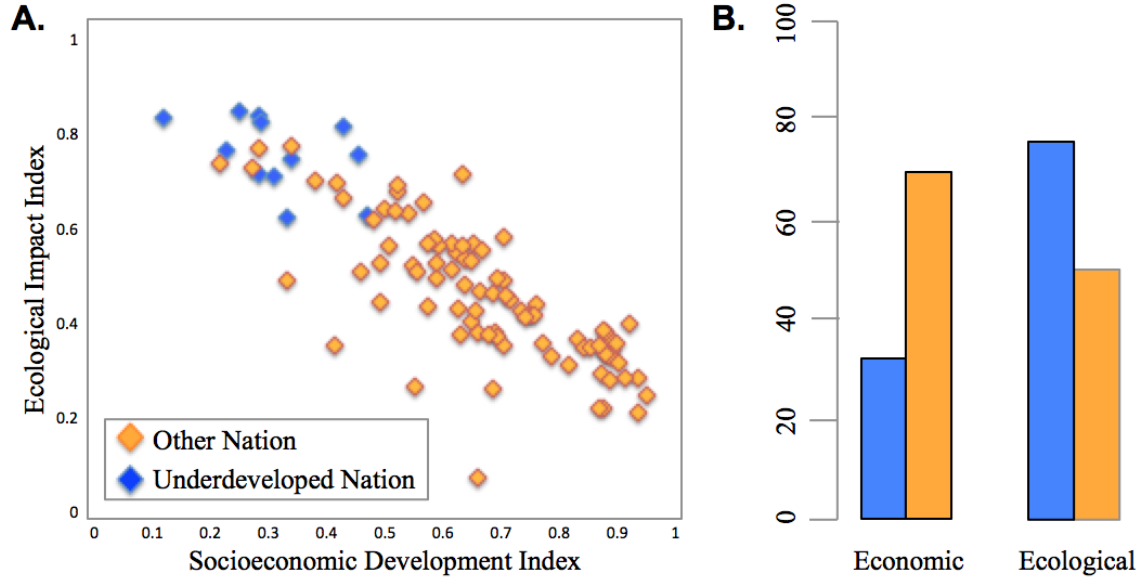 A.
1
0.8
0.6
0.4
0.2
0
Ecological Impact Index
Other Nation
Underdeveloped Nation
0 0.1 0.2 0.3 0.4 0.5 0.6 0.7 0.8 0.9 1
Socioeconomic Development Index
B.
100
80
60
40
20
0
Economic Ecological